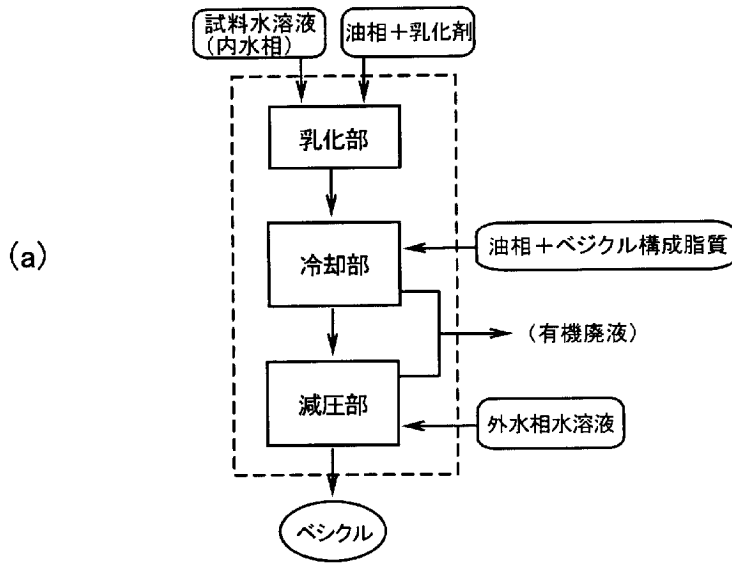 試料水溶液
(内水相)
油相＋乳化剤
乳化部
(a)
冷却部
油相＋ベジクル構成脂質
(有機廃液)
減圧部
外水相水溶液
ベシクル